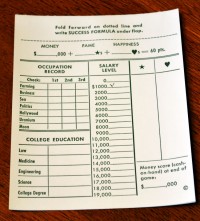 Fold forward on dotted line and
write SUCCESS FORMULA under flap.
MONEY FAME HAPPINESS
$ ,000 + ★s + ♥s = 60 pts.
OCCUPATION RECORD
SALARY LEVEL
★ ♥
Checks: 1st 2nd 3rd
0
Farming $1000
Business 2000
Sea 3000
Politics 4000
Hollywood 5000
Uranium 6000
Moon 7000
8000
9000
COLLEGE EDUCATION 10,000
11,000
Law 12,000
13,000
Medicine 14,000
Engineering 15,000
16,000
Science 17,000
18,000
College Degree 19,000
Money score (cash-
on-hand) at end of
game:
$ ,000
©